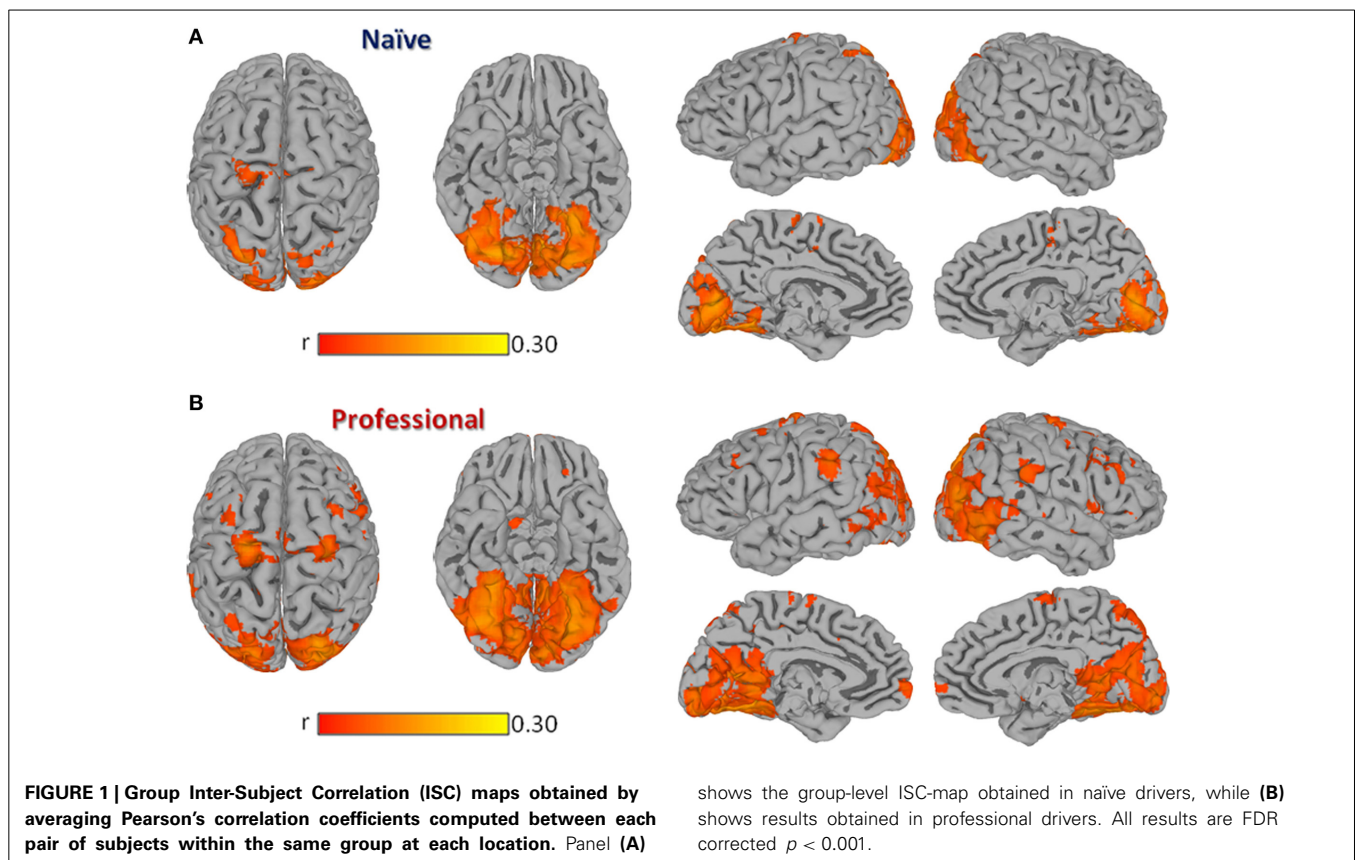 A
Naïve
r 0.30
B
Professional
r 0.30
FIGURE 1 | Group Inter-Subject Correlation (ISC) maps obtained by
averaging Pearson's correlation coefficients computed between each
pair of subjects within the same group at each location. Panel (A)
shows the group-level ISC-map obtained in naïve drivers, while (B)
shows results obtained in professional drivers. All results are FDR
corrected p < 0.001.